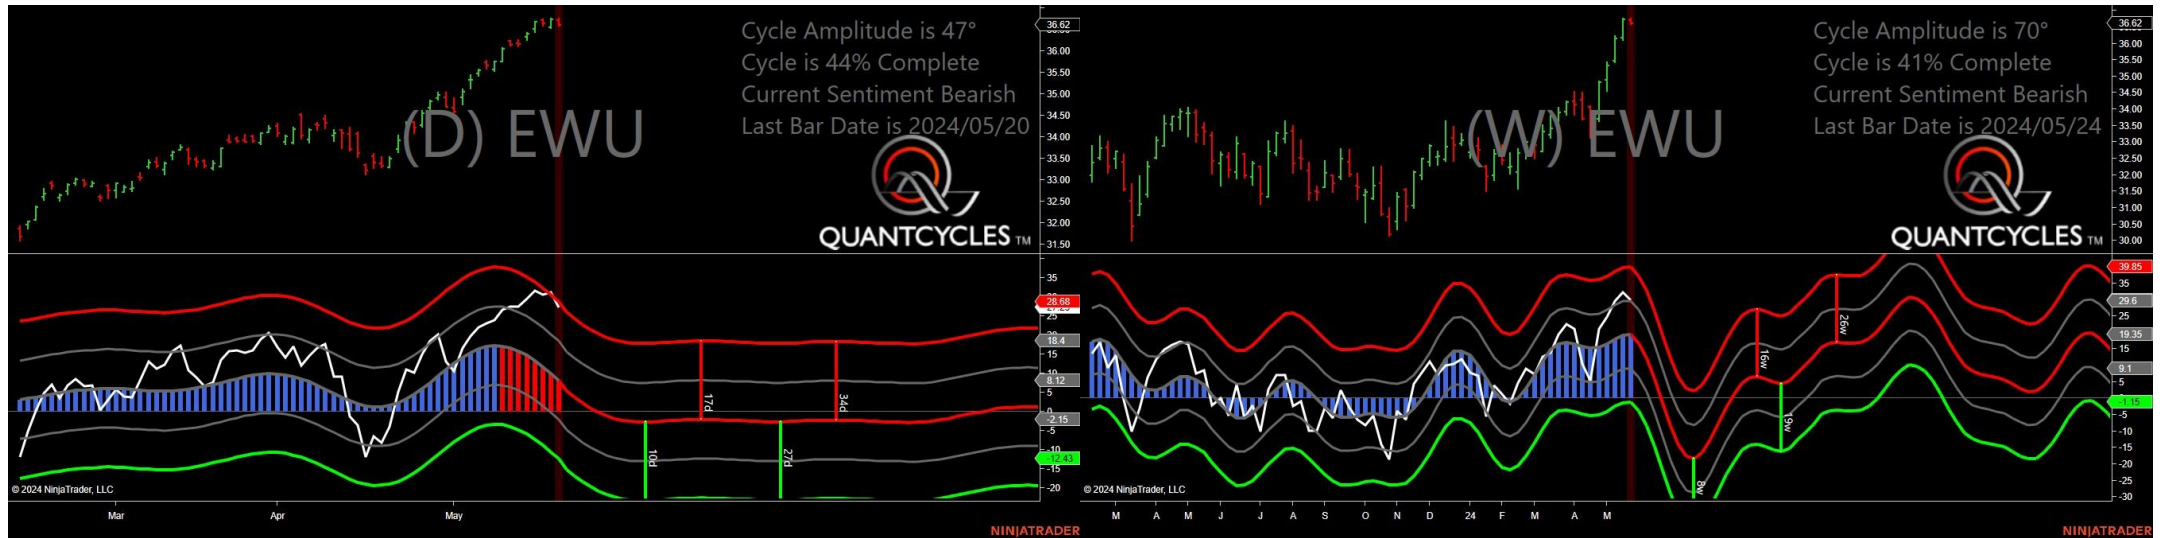 Cycle Amplitude is 47°
Cycle is 44% Complete
Current Sentiment Bearish
Last Bar Date is 2024/05/20
(D) EWU
QUANTCYCLES TM
36.62
36.00
35.50
35.00
34.50
34.00
33.50
33.00
32.50
32.00
31.50
35
28.68
25
18.4
15
8.12
5
0
-2.15
-5
-10
-12.43
-15
-20
17d
34d
10d
27d
© 2024 NinjaTrader, LLC
Mar Apr May
NINJATRADER
Cycle Amplitude is 70°
Cycle is 41% Complete
Current Sentiment Bearish
Last Bar Date is 2024/05/24
(W) EWU
QUANTCYCLES TM
36.62
36.00
35.50
35.00
34.50
34.00
33.50
33.00
32.50
32.00
31.50
31.00
30.50
30.00
39.85
35
29.6
25
19.35
15
9.1
5
-1.15
-5
-10
-15
-20
-25
-30
16w
26w
19w
8w
© 2024 NinjaTrader, LLC
M A M J J A S O N D 24 F M A M
NINJATRADER